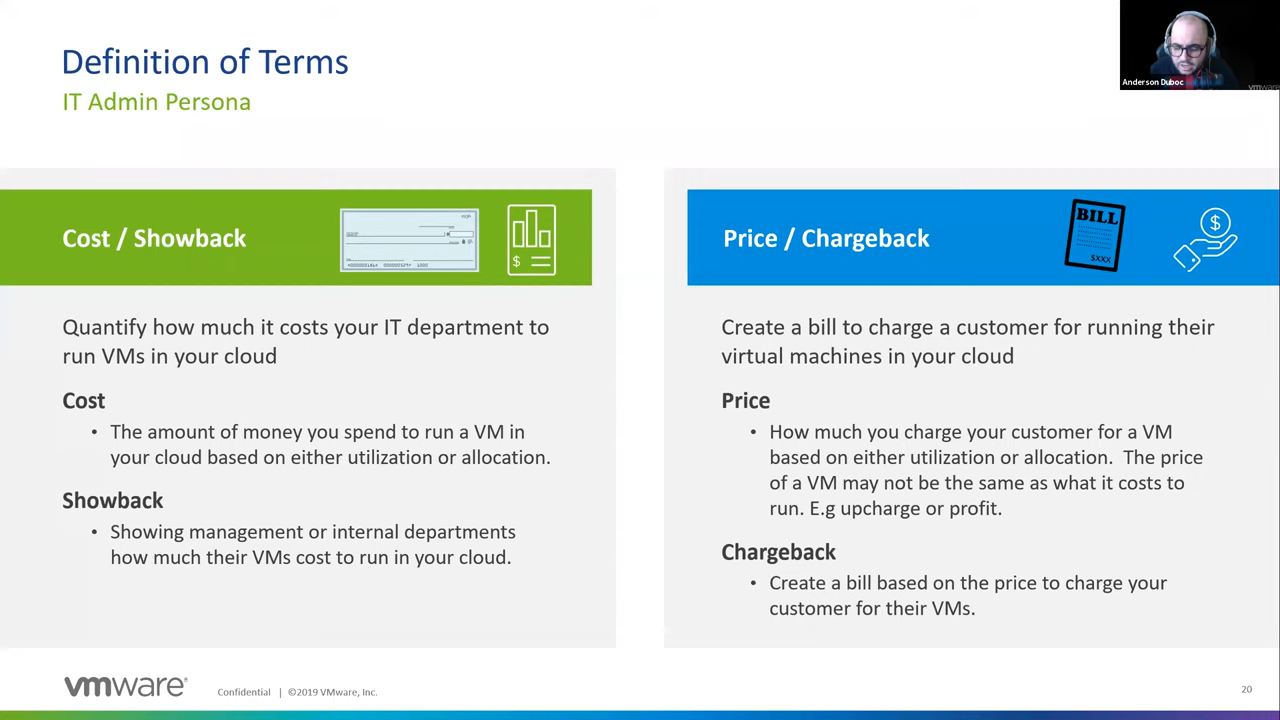 Definition of Terms
IT Admin Persona
Anderson Duboc
vmware
Cost / Showback
Quantify how much it costs your IT department to
run VMs in your cloud
Cost
• The amount of money you spend to run a VM in
your cloud based on either utilization or allocation.
Showback
• Showing management or internal departments
how much their VMs cost to run in your cloud.
Price / Chargeback
BILL
$XXX
$
$
Create a bill to charge a customer for running their
virtual machines in your cloud
Price
• How much you charge your customer for a VM
based on either utilization or allocation.  The price
of a VM may not be the same as what it costs to
run. E.g upcharge or profit.
Chargeback
• Create a bill based on the price to charge your
customer for their VMs.
vmware®
Confidential | ©2019 VMware, Inc.
20